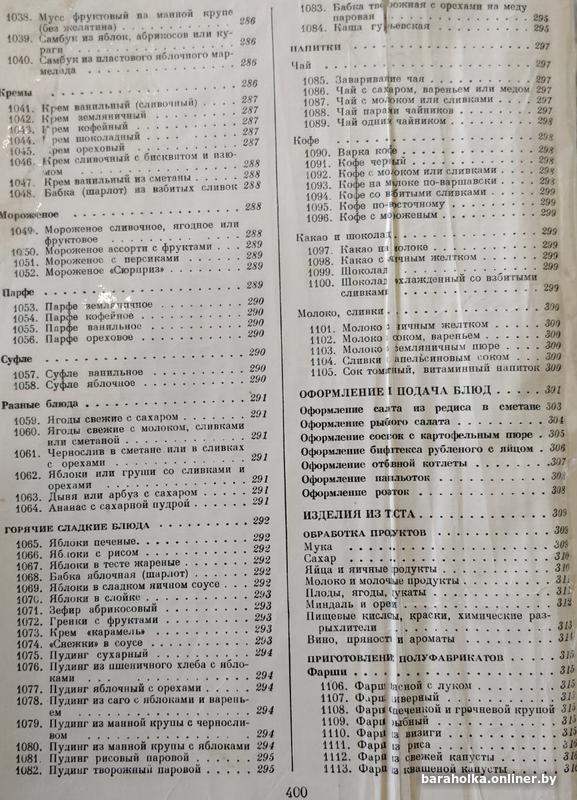 1038. Мусс фруктовый на манной крупе
(без желатина) . . . . . . . . 286
1039. Самбук из яблок, абрикосов или ку-
раги . . . . . . . . 286
1040. Самбук из пластового яблочного мар-
мелада . . . . . . . . 286
Кремы . . . . . . . . 286
1041. Крем ванильный (сливочный) . . . . 287
1042. Крем земляничный . . . . . . 287
1043. Крем кофейный . . . . . . 287
1044. Крем шоколадный . . . . . . 287
1045. Крем ореховый . . . . . . 287
1046. Крем сливочный с бисквитом и изю-
мом . . . . . . . . 288
1047. Крем ванильный из сметаны . . . . 288
1048. Бабка (шарлот) из взбитых сливок 288
Мороженое . . . . . . . . 288
1049. Мороженое сливочное, ягодное или
фруктовое . . . . . . . . 288
1050. Мороженое ассорти с фруктами . . . 289
1051. Мороженое с персиками . . . . 289
1052. Мороженое «Сюрприз» . . . . 289
Парфе . . . . . . . . 289
1053. Парфе земляничное . . . . . . 290
1054. Парфе кофейное . . . . . . 290
1055. Парфе ванильное . . . . . . 290
1056. Парфе ореховое . . . . . . 290
Суфле . . . . . . . . 290
1057. Суфле ванильное . . . . . . 290
1058. Суфле яблочное . . . . . . 290
Разные блюда . . . . . . . . 291
1059. Ягоды свежие с сахаром . . . . . 291
1060. Ягоды свежие с молоком, сливками
или сметаной . . . . . . . . 291
1061. Чернослив в сметане или в сливках
с орехами . . . . . . . . 291
1062. Яблоки или груши со сливками и
орехами . . . . . . . . 291
1063. Дыня или арбуз с сахаром . . . . 291
1064. Ананас с сахарной пудрой . . . . 291
ГОРЯЧИЕ СЛАДКИЕ БЛЮДА . . . . . . 292
1065. Яблоки печеные . . . . . . 292
1066. Яблоки с рисом . . . . . . 292
1067. Яблоки в тесте жареные . . . . 292
1068. Бабка яблочная (шарлот) . . . . 292
1069. Яблоки в сладком яичном соусе . . 292
1070. Яблоки в слойке . . . . . . 293
1071. Зефир абрикосовый . . . . . . 293
1072. Гренки с фруктами . . . . . . 293
1073. Крем «карамель» . . . . . . 293
1074. «Снежки» в соусе . . . . . . 293
1075. Пудинг сухарный . . . . . . 294
1076. Пудинг из пшеничного хлеба с ябло-
ками . . . . . . . . 294
1077. Пудинг яблочный с орехами . . . . 294
1078. Пудинг из саго с яблоками и варень-
ем . . . . . . . . 294
1079. Пудинг из манной крупы с черносли-
вом . . . . . . . . 294
1080. Пудинг из манной крупы с яблоками 294
1081. Пудинг рисовый паровой . . . . 295
1082. Пудинг творожный паровой . . . . 295
1083. Бабка творожная с орехами на меду
паровая . . . . . . . . 295
1084. Каша гурьевская . . . . . . 295
НАПИТКИ . . . . . . . . 297
Чай . . . . . . . . 297
1085. Заваривание чая . . . . . . 297
1086. Чай с сахаром, вареньем или медом 297
1087. Чай с молоком или сливками . . . 297
1088. Чай парами чайников . . . . . 298
1089. Чай одним чайником . . . . . 298
Кофе . . . . . . . . 298
1090. Варка кофе . . . . . . 298
1091. Кофе черный . . . . . . 298
1092. Кофе с молоком или сливками . . . 298
1093. Кофе на молоке по-варшавски . . . 298
1094. Кофе со взбитыми сливками . . . 299
1095. Кофе по-восточному . . . . . 299
1096. Кофе с мороженым . . . . . 299
Какао и шоколад . . . . . . . . 299
1097. Какао на молоке . . . . . . 299
1098. Какао с яичным желтком . . . . 299
1099. Шоколад . . . . . . 299
1100. Шоколад охлажденный со взбитыми
сливками . . . . . . . . 299
Молоко, сливки . . . . . . . . 300
1101. Молоко с яичным желтком . . . . 300
1102. Молоко с соком, вареньем . . . . 300
1103. Молоко с земляничным пюре . . . 300
1104. Сливки с апельсиновым соком . . . 300
1105. Сок томатный, витаминный напиток 300
ОФОРМЛЕНИЕ И ПОДАЧА БЛЮД . . . . 301
Оформление салата из редиса в сметане 303
Оформление рыбного салата . . . . . 304
Оформление сосисок с картофельным пюре . 305
Оформление бифштекса рубленого с яйцом . 306
Оформление отбивной котлеты . . . . 307
Оформление папильоток . . . . . . 308
Оформление розеток . . . . . . 308
ИЗДЕЛИЯ ИЗ ТЕСТА . . . . . . 309
ОБРАБОТКА ПРОДУКТОВ . . . . . . 309
Мука . . . . . . . . 309
Сахар . . . . . . . . 310
Яйца и яичные продукты . . . . . 310
Молоко и молочные продукты . . . . 311
Плоды, ягоды, цукаты . . . . . . 311
Миндаль и орехи . . . . . . 312
Пищевые кислоты, краски, химические раз-
рыхлители . . . . . . . . 313
Вино, пряности и ароматы . . . . . 314
ПРИГОТОВЛЕНИЕ ПОЛУФАБРИКАТОВ . . . 315
Фарши . . . . . . . . 315
1106. Фарш мясной с луком . . . . . 315
1107. Фарш ливерный . . . . . . 315
1108. Фарш с печенкой и гречневой крупой 315
1109. Фарш рыбный . . . . . . 315
1110. Фарш из визиги . . . . . . 315
1111. Фарш из риса . . . . . . 315
1112. Фарш из свежей капусты . . . . 316
1113. Фарш из квашеной капусты . . . . 316
400
baraholka.onliner.by